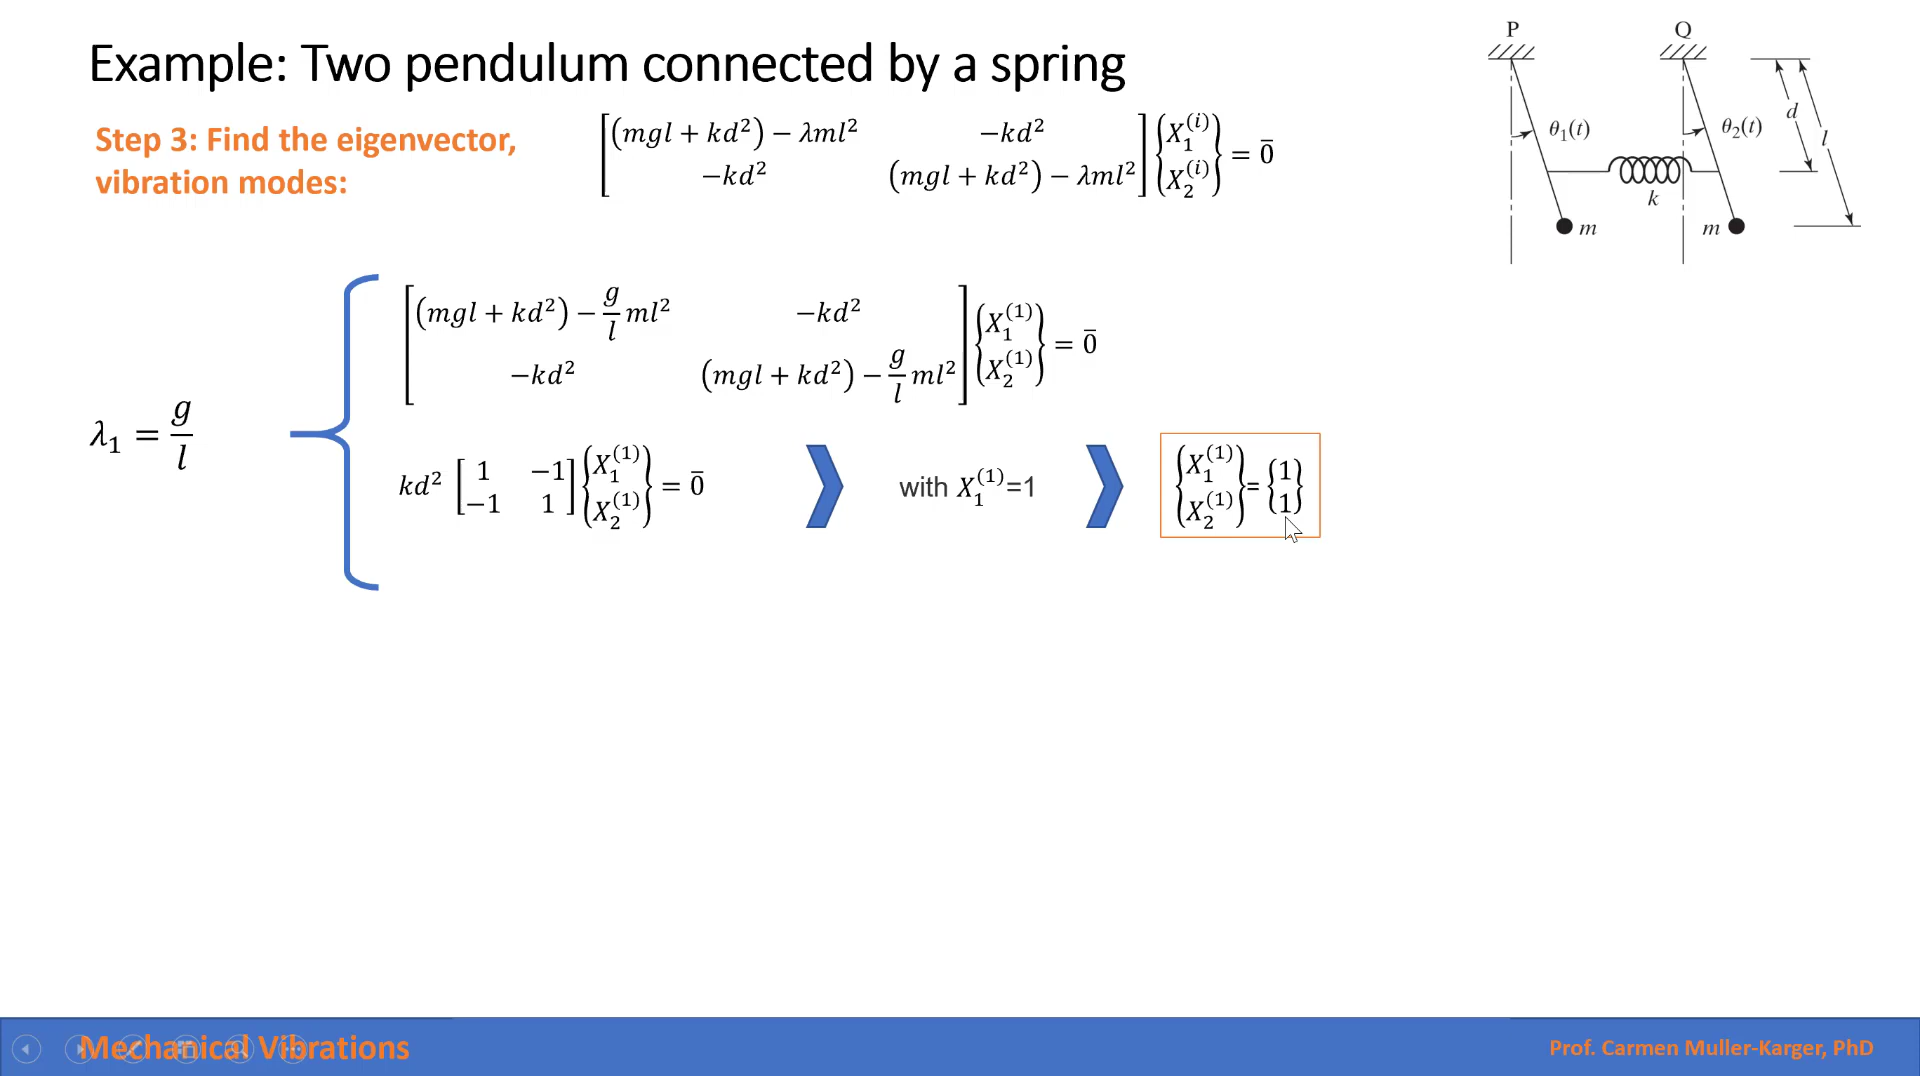 Example: Two pendulum connected by a spring
Step 3: Find the eigenvector,
vibration modes:
[(mgl + kd²) − λml²   −kd²
−kd²   (mgl + kd²) − λml²] {X₁⁽ⁱ⁾ X₂⁽ⁱ⁾} = 0̄
P Q
θ₁(t) θ₂(t) d l
k
m m
λ₁ = g/l
[(mgl + kd²) − g/l ml²   −kd²
−kd²   (mgl + kd²) − g/l ml²] {X₁⁽¹⁾ X₂⁽¹⁾} = 0̄
kd² [1 −1
−1 1] {X₁⁽¹⁾ X₂⁽¹⁾} = 0̄
with X₁⁽¹⁾=1
{X₁⁽¹⁾ X₂⁽¹⁾}= {1 1}
Mechanical Vibrations
Prof. Carmen Muller-Karger, PhD